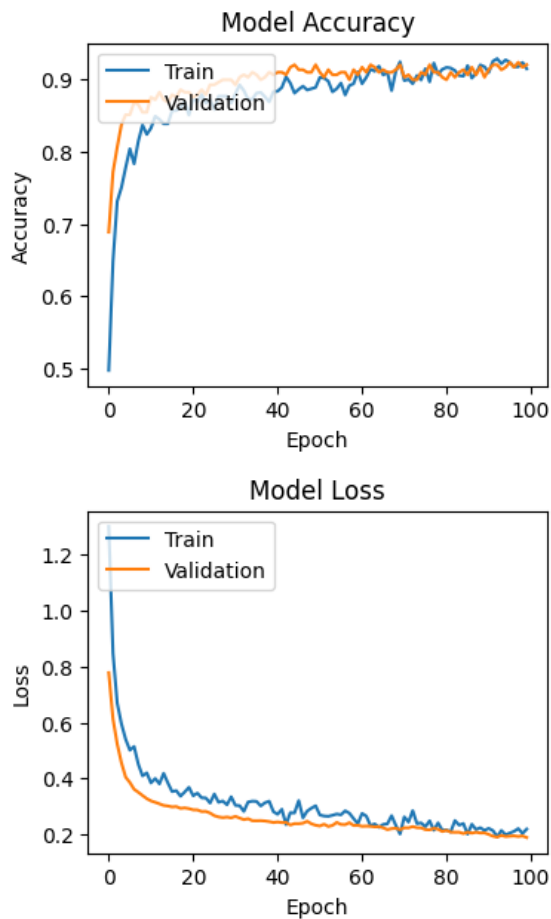 Model Accuracy
Train
Validation
0.9
0.8
0.7
0.6
0.5
Accuracy
0 20 40 60 80 100
Epoch
Model Loss
Train
Validation
1.2
1.0
0.8
0.6
0.4
0.2
Loss
0 20 40 60 80 100
Epoch